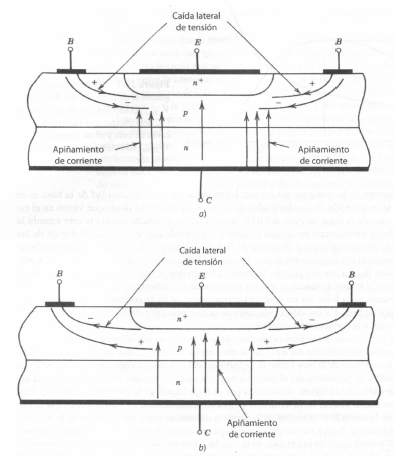 Caída lateral
de tensión
B
E
B
+
n+
+
−
−
p
Apiñamiento
de corriente
n
Apiñamiento
de corriente
C
a)
Caída lateral
de tensión
B
E
B
−
n+
−
+
p
+
n
Apiñamiento
de corriente
C
b)